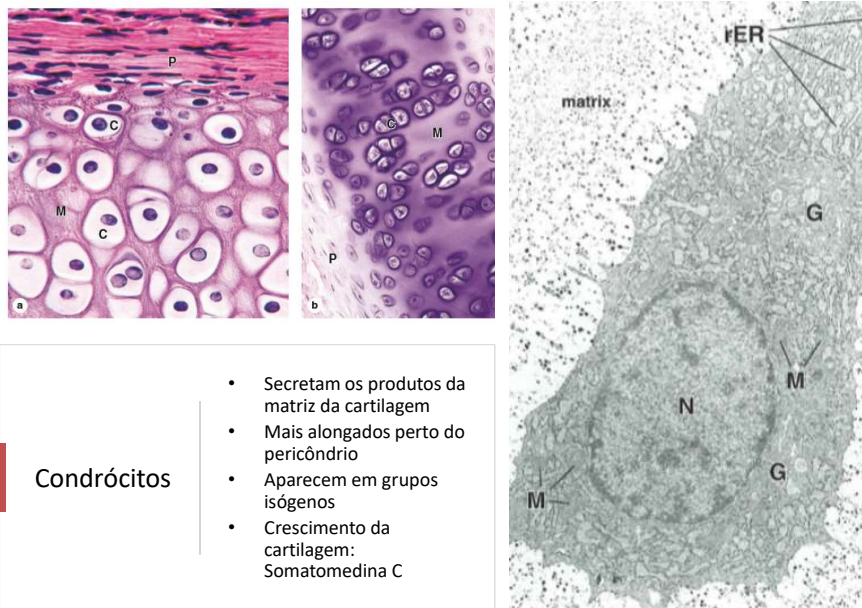 P
C
M
C
a
C
M
P
b
rER
matrix
G
M
N
G
M
Condrócitos
• Secretam os produtos da
matriz da cartilagem
• Mais alongados perto do
pericôndrio
• Aparecem em grupos
isógenos
• Crescimento da
cartilagem:
Somatomedina C